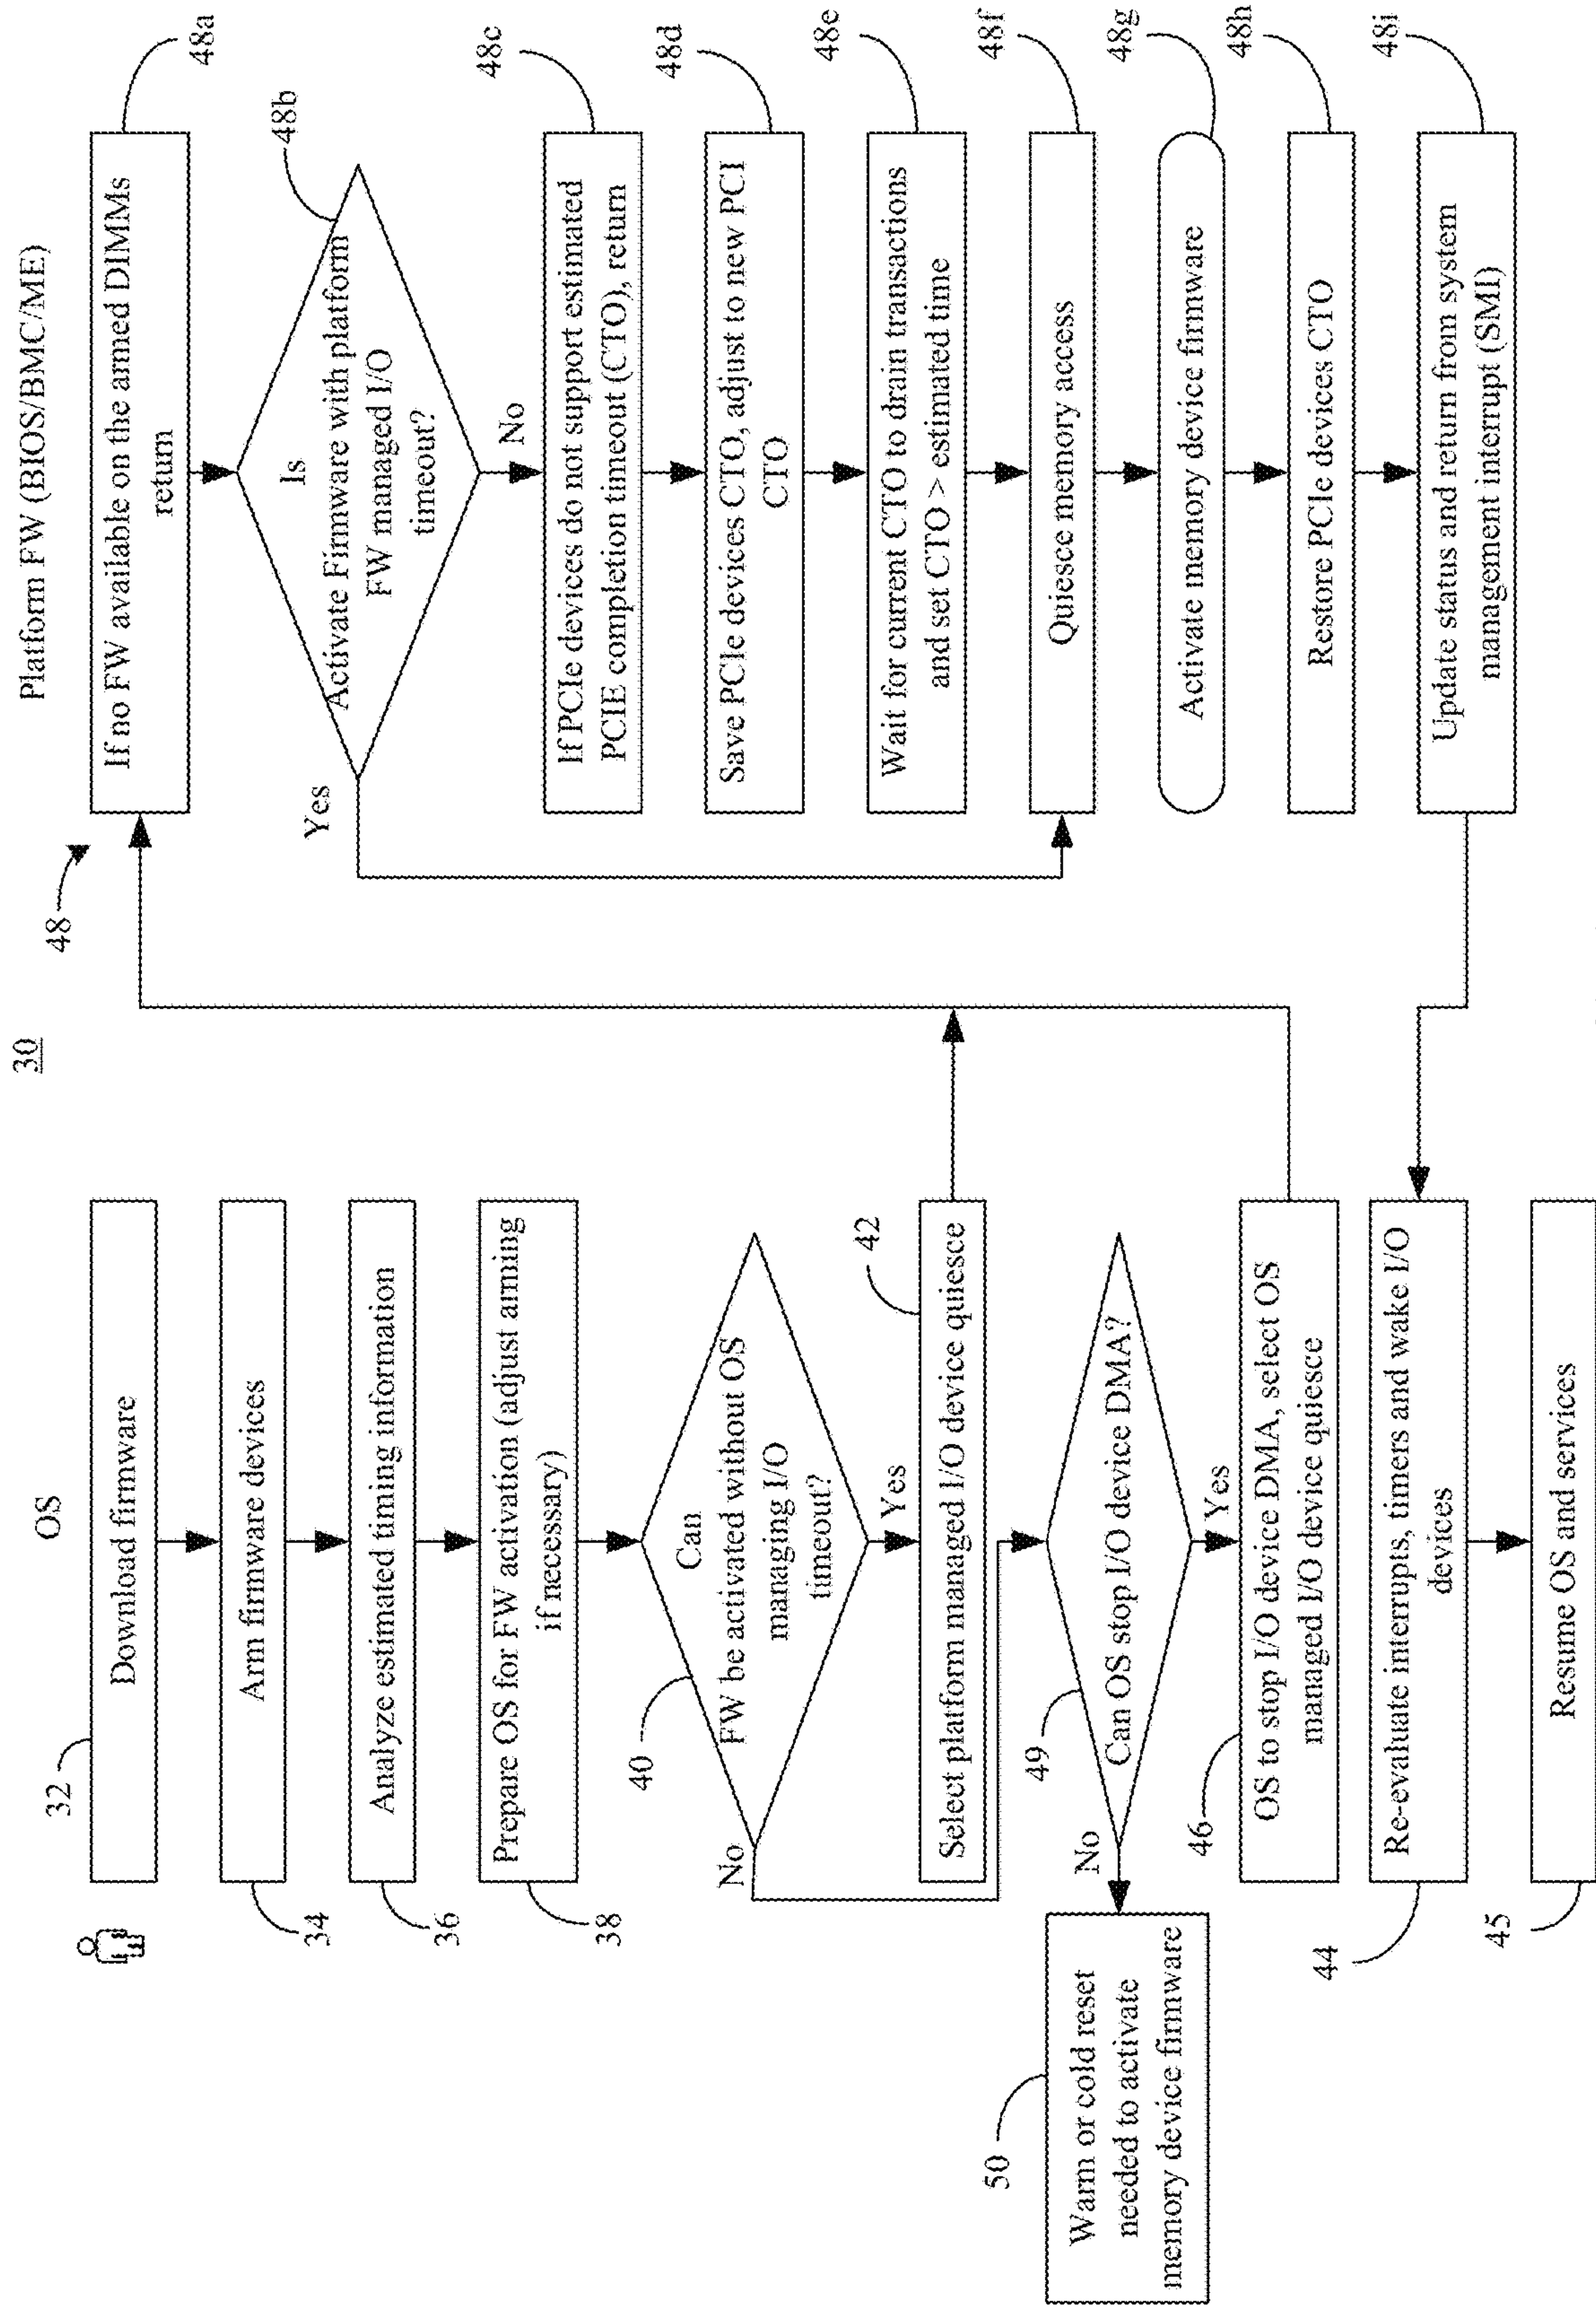 30
OS
32
Download firmware
34
Arm firmware devices
36
Analyze estimated timing information
38
Prepare OS for FW activation (adjust arming
if necessary)
40
Can
FW be activated without OS
managing I/O
timeout?
No
Yes
42
Select platform managed I/O device quiesce
49
Can OS stop I/O device DMA?
No
Yes
50
Warm or cold reset
needed to activate
memory device firmware
46
OS to stop I/O device DMA, select OS
managed I/O device quiesce
44
Re-evaluate interrupts, timers and wake I/O
devices
45
Resume OS and services
Platform FW (BIOS/BMC/ME)
48
48a
If no FW available on the armed DIMMs
return
48b
Is
Activate Firmware with platform
FW managed I/O
timeout?
Yes
No
48c
If PCIe devices do not support estimated
PCIE completion timeout (CTO), return
48d
Save PCIe devices CTO, adjust to new PCI
CTO
48e
Wait for current CTO to drain transactions
and set CTO > estimated time
48f
Quiesce memory access
48g
Activate memory device firmware
48h
Restore PCIe devices CTO
48i
Update status and return from system
management interrupt (SMI)